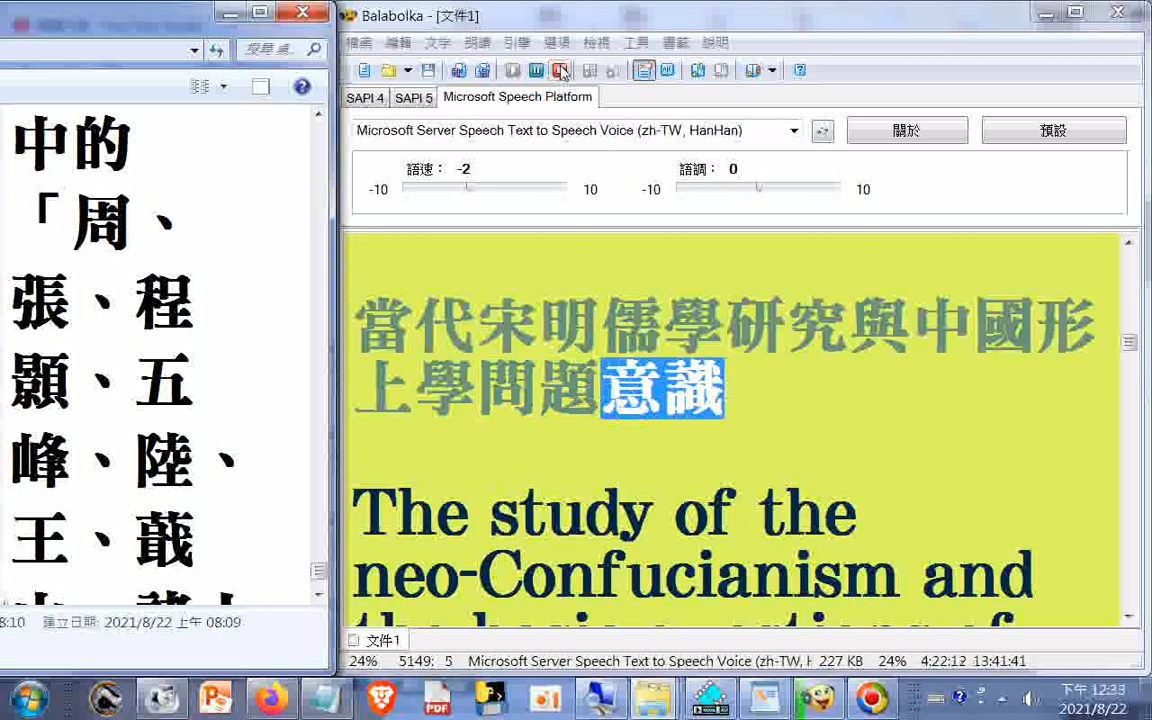 搜尋桌
中的
「周、
張、程
顥、五
峰、陸、
王、蕺
8:10 建立日期: 2021/8/22 上午 08:09
Balabolka - [文件1]
檔案 編輯 文字 朗讀 引擎 選項 檢視 工具 書籤 說明
SAPI 4 SAPI 5 Microsoft Speech Platform
Microsoft Server Speech Text to Speech Voice (zh-TW, HanHan) 關於 預設
語速: -2 語調: 0
-10 10 -10 10
當代宋明儒學研究與中國形
上學問題意識
The study of the
neo-Confucianism and
文件1
24% 5149: 5 Microsoft Server Speech Text to Speech Voice (zh-TW, 227 KB 24% 4:22:12 13:41:41
下午 12:33
2021/8/22